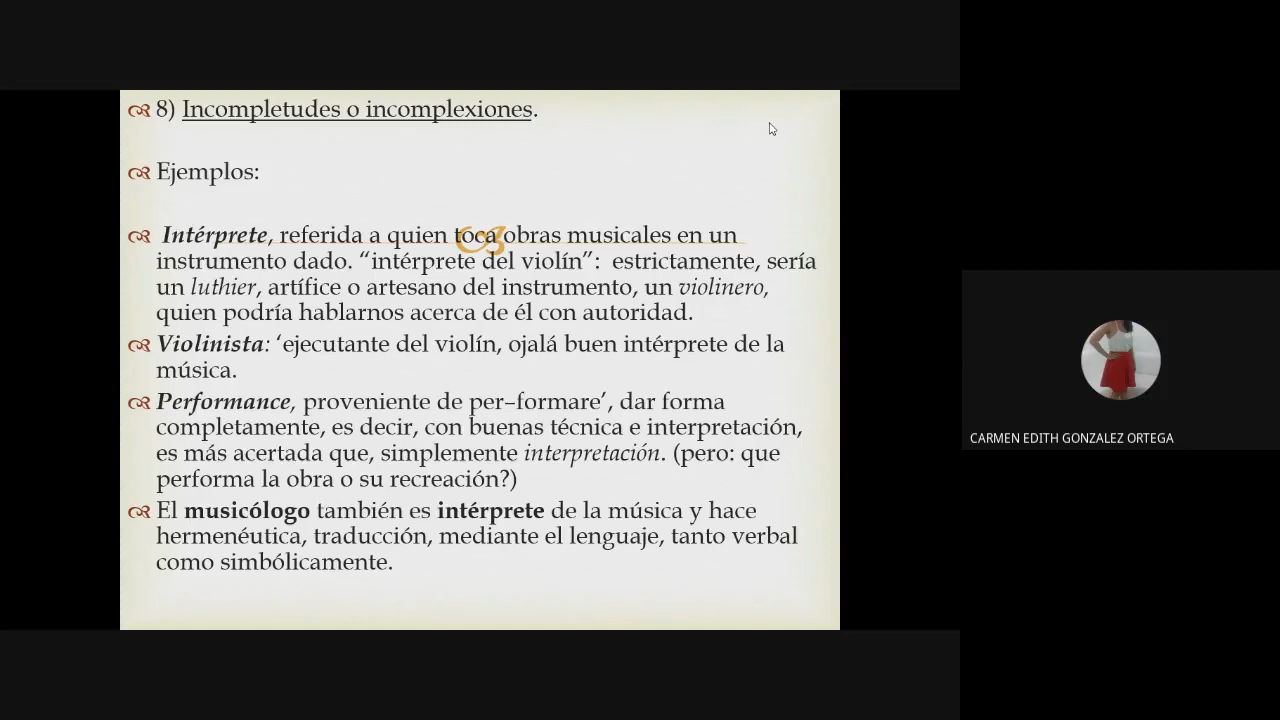 8) Incompletudes o incomplexiones.
Ejemplos:
Intérprete, referida a quien toca obras musicales en un
instrumento dado. “intérprete del violín”: estrictamente, sería
un luthier, artífice o artesano del instrumento, un violinero,
quien podría hablarnos acerca de él con autoridad.
Violinista: ‘ejecutante del violín, ojalá buen intérprete de la
música.
Performance, proveniente de per–formare’, dar forma
completamente, es decir, con buenas técnica e interpretación,
es más acertada que, simplemente interpretación. (pero: que
performa la obra o su recreación?)
El musicólogo también es intérprete de la música y hace
hermenéutica, traducción, mediante el lenguaje, tanto verbal
como simbólicamente.
CARMEN EDITH GONZALEZ ORTEGA